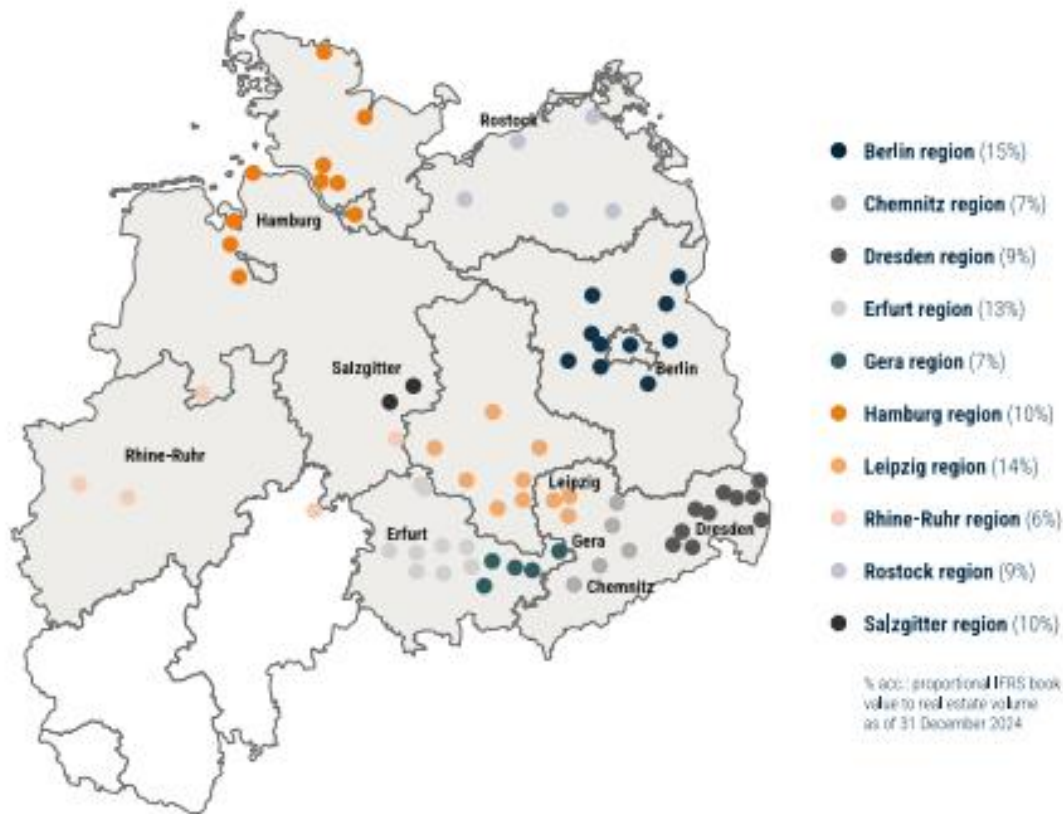 Rostock
Hamburg
Salzgitter
Berlin
Rhine-Ruhr
Leipzig
Erfurt
Gera
Dresden
Chemnitz
Berlin region (15%)
Chemnitz region (7%)
Dresden region (9%)
Erfurt region (13%)
Gera region (7%)
Hamburg region (10%)
Leipzig region (14%)
Rhine-Ruhr region (6%)
Rostock region (9%)
Salzgitter region (10%)
% acc.: proportional IFRS book
value to real estate volume
as of 31 December 2024